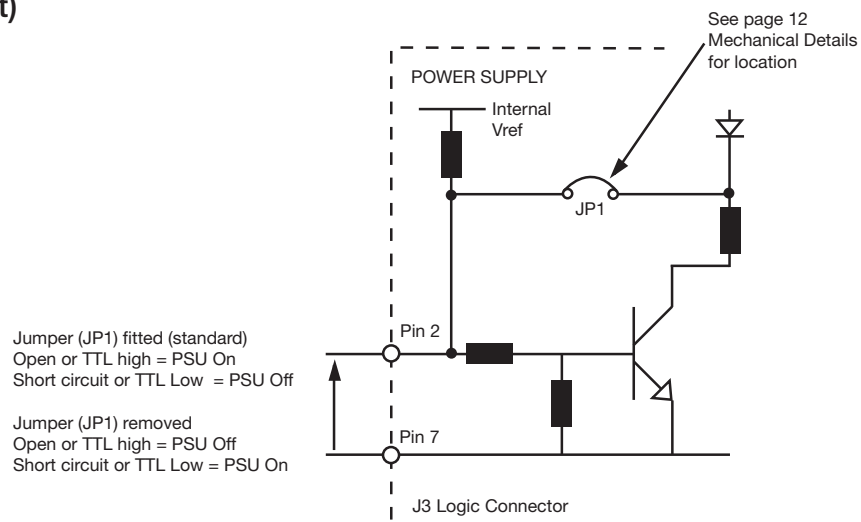 t)
See page 12
Mechanical Details
for location
POWER SUPPLY
Internal
Vref
JP1
Pin 2
Jumper (JP1) fitted (standard)
Open or TTL high = PSU On
Short circuit or TTL Low = PSU Off
Jumper (JP1) removed
Open or TTL high = PSU Off
Short circuit or TTL Low = PSU On
Pin 7
J3 Logic Connector